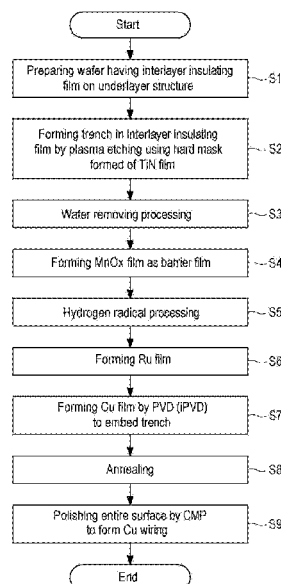 Start
Preparing wafer having interlayer insulating
film on underlayer structure
S1
Forming trench in interlayer insulating
film by plasma etching using hard mask
formed of TiN film
S2
Water removing processing
S3
Forming MnOx film as barrier film
S4
Hydrogen radical processing
S5
Forming Ru film
S6
Forming Cu film by PVD (iPVD)
to embed trench
S7
Annealing
S8
Polishing entire surface by CMP
to form Cu wiring
S9
End